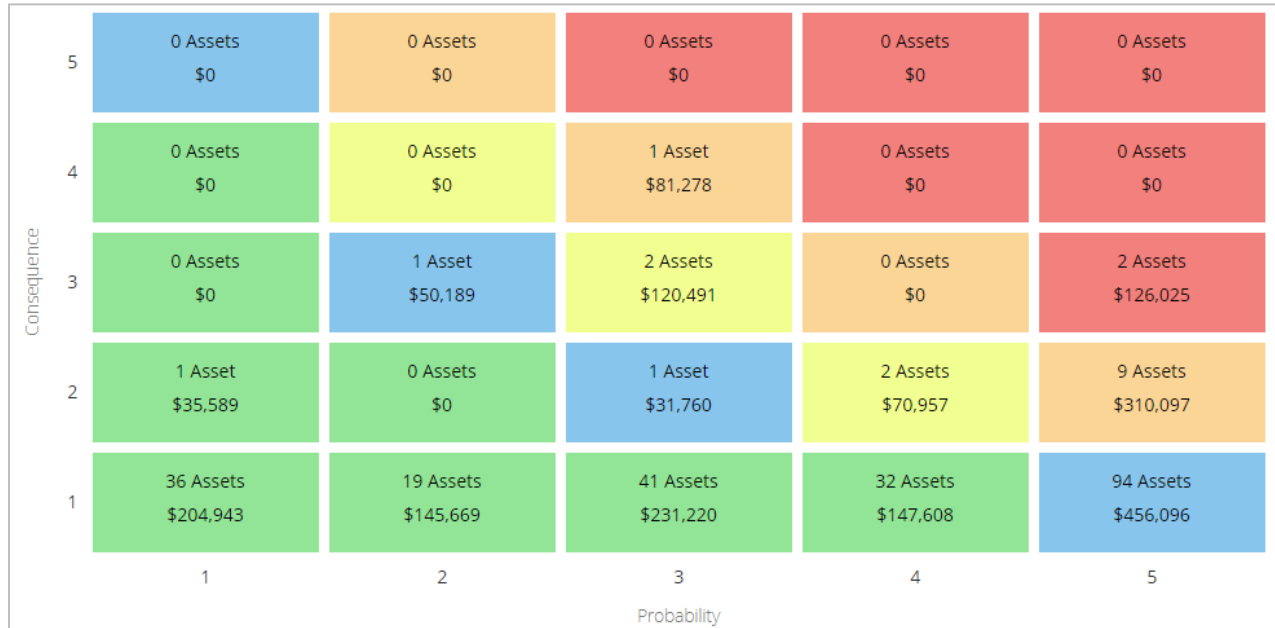 0 Assets
$0
0 Assets
$0
0 Assets
$0
0 Assets
$0
0 Assets
$0
5
0 Assets
$0
0 Assets
$0
1 Asset
$81,278
0 Assets
$0
0 Assets
$0
4
0 Assets
$0
1 Asset
$50,189
2 Assets
$120,491
0 Assets
$0
2 Assets
$126,025
3
Consequence
1 Asset
$35,589
0 Assets
$0
1 Asset
$31,760
2 Assets
$70,957
9 Assets
$310,097
2
36 Assets
$204,943
19 Assets
$145,669
41 Assets
$231,220
32 Assets
$147,608
94 Assets
$456,096
1
1
2
3
4
5
Probability